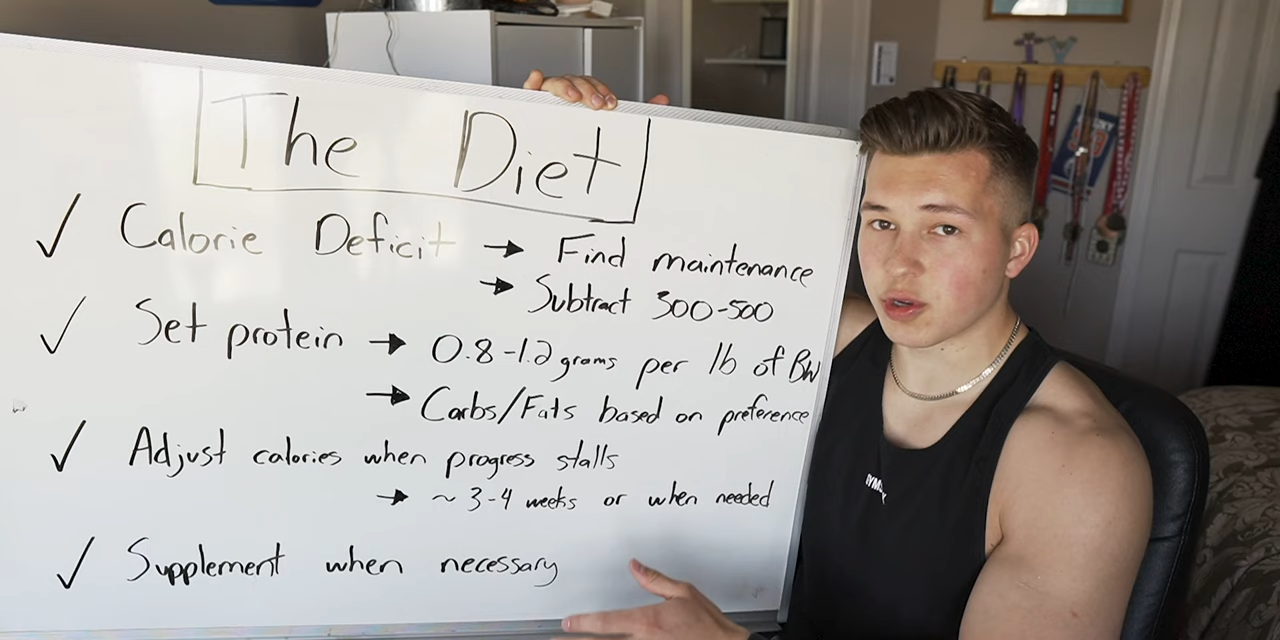 The Diet
✓ Calorie Deficit → Find maintenance
→ Subtract 300-500
✓ Set protein → 0.8-1.2 grams per lb of BW
→ Carbs/Fats based on preference
✓ Adjust calories when progress stalls
→ ~ 3-4 weeks or when needed
✓ Supplement when necessary